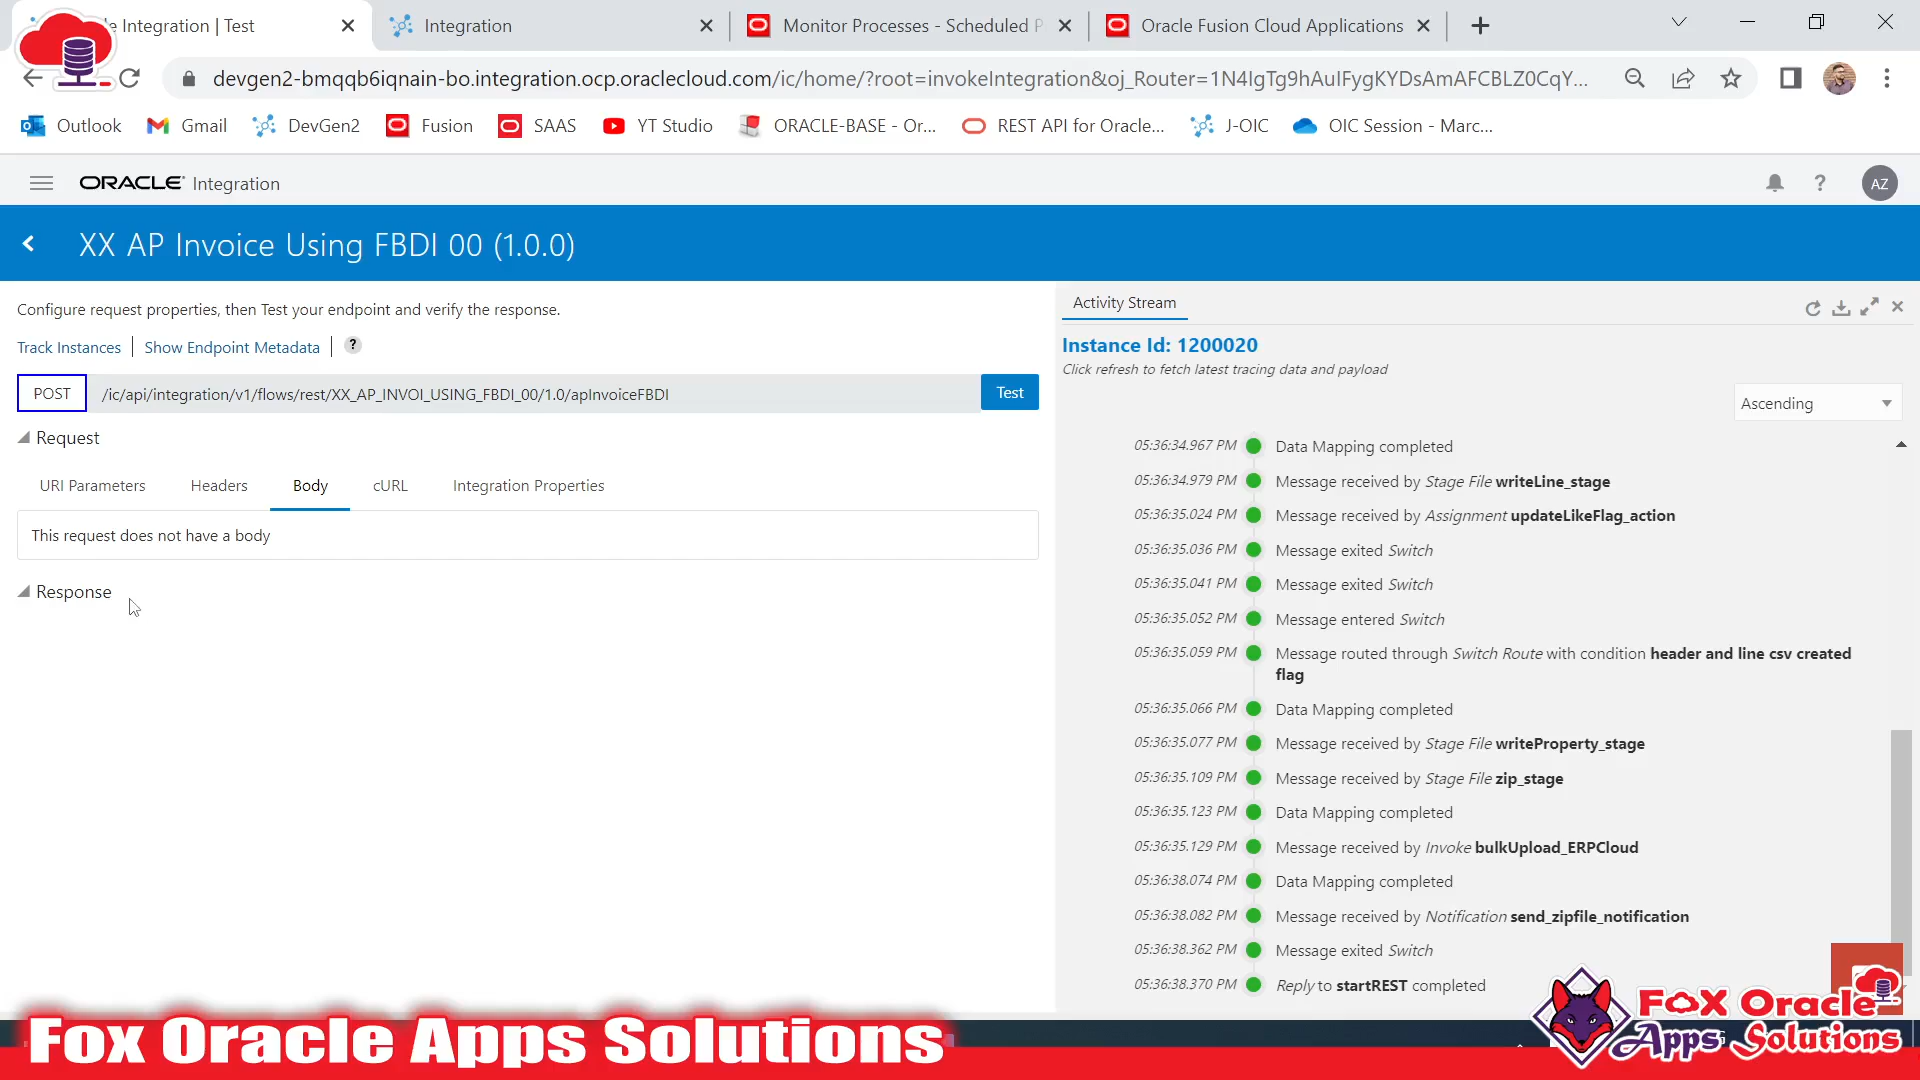 le Integration | Test
Integration
Monitor Processes - Scheduled P
Oracle Fusion Cloud Applications
devgen2-bmqqb6iqnain-bo.integration.ocp.oraclecloud.com/ic/home/?root=invokeIntegration&oj_Router=1N4IgTg9hAuIFygKYDsAmAFCBLZ0CqY...
Outlook
Gmail
DevGen2
Fusion
SAAS
YT Studio
ORACLE-BASE - Or...
REST API for Oracle...
J-OIC
OIC Session - Marc...
ORACLE Integration
?
AZ
XX AP Invoice Using FBDI 00 (1.0.0)
Configure request properties, then Test your endpoint and verify the response.
Track Instances
Show Endpoint Metadata
?
POST
/ic/api/integration/v1/flows/rest/XX_AP_INVOI_USING_FBDI_00/1.0/apInvoiceFBDI
Test
Request
URI Parameters
Headers
Body
cURL
Integration Properties
This request does not have a body
Response
Activity Stream
Instance Id: 1200020
Click refresh to fetch latest tracing data and payload
Ascending
05:36:34.967 PM Data Mapping completed
05:36:34.979 PM Message received by Stage File writeLine_stage
05:36:35.024 PM Message received by Assignment updateLikeFlag_action
05:36:35.036 PM Message exited Switch
05:36:35.041 PM Message exited Switch
05:36:35.052 PM Message entered Switch
05:36:35.059 PM Message routed through Switch Route with condition header and line csv created
flag
05:36:35.066 PM Data Mapping completed
05:36:35.077 PM Message received by Stage File writeProperty_stage
05:36:35.109 PM Message received by Stage File zip_stage
05:36:35.123 PM Data Mapping completed
05:36:35.129 PM Message received by Invoke bulkUpload_ERPCloud
05:36:38.074 PM Data Mapping completed
05:36:38.082 PM Message received by Notification send_zipfile_notification
05:36:38.362 PM Message exited Switch
05:36:38.370 PM Reply to startREST completed
Fox Oracle Apps Solutions
Fox Oracle
Apps Solutions